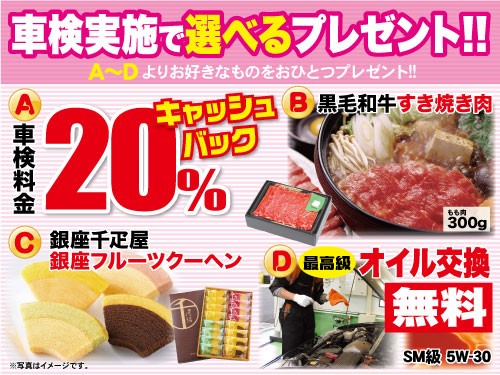 車検実施で選べるプレゼント!!
A～Dよりお好きなものをおひとつプレゼント!!
A
車検料金
20%
キャッシュ
バック
B 黒毛和牛すき焼き肉
もも肉
300g
C 銀座千疋屋
銀座フルーツクーヘン
D 最高級 オイル交換
無料
SM級 5W-30
※写真はイメージです。